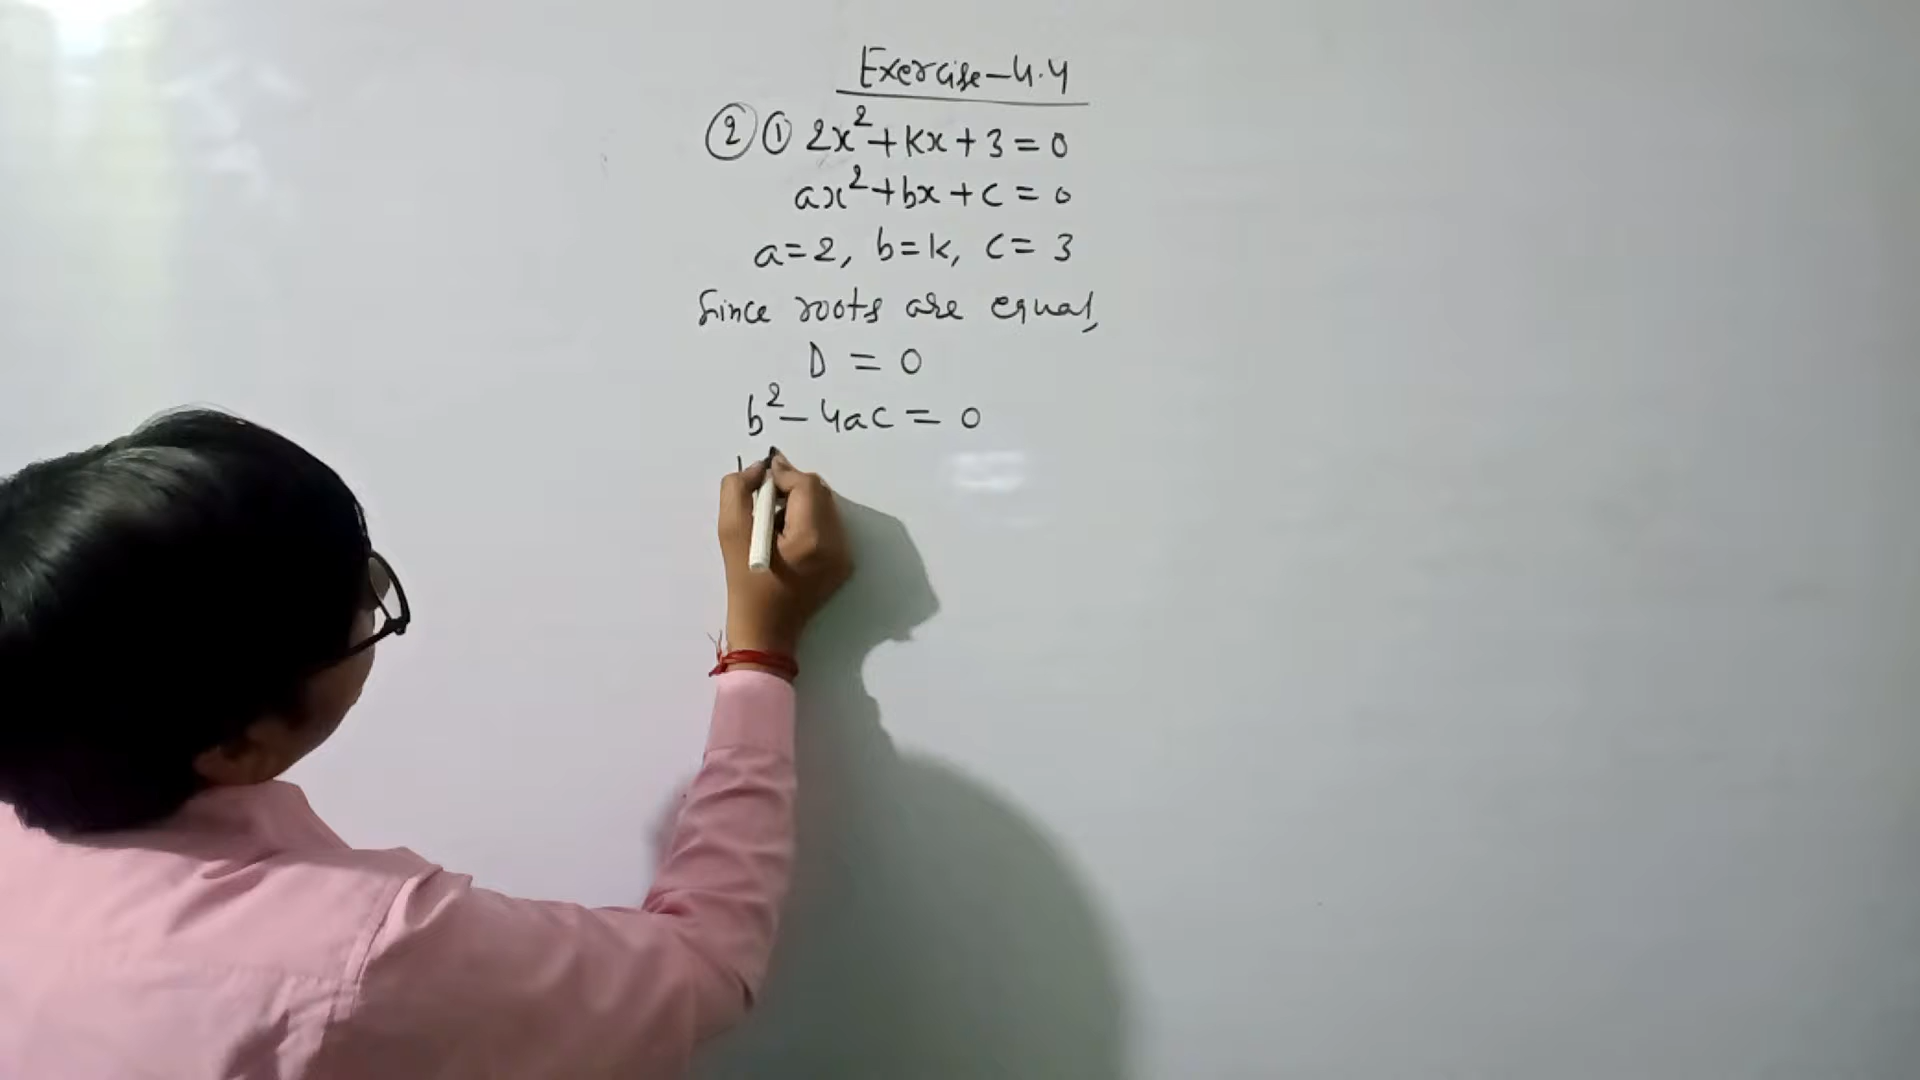 Exercise-4.4
② ① 2x²+kx+3=0
ax²+bx+c=0
a=2, b=k, c=3
Since roots are equal,
D = 0
b²-4ac = 0